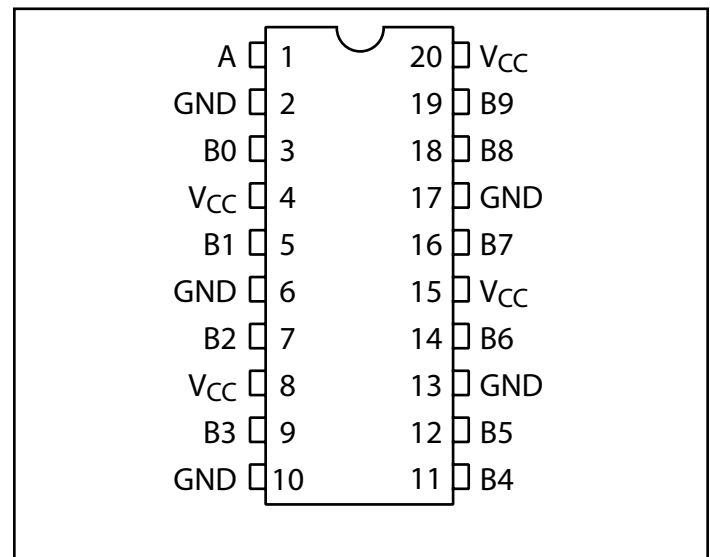 A 1 20 VCC
GND 2 19 B9
B0 3 18 B8
VCC 4 17 GND
B1 5 16 B7
GND 6 15 VCC
B2 7 14 B6
VCC 8 13 GND
B3 9 12 B5
GND 10 11 B4